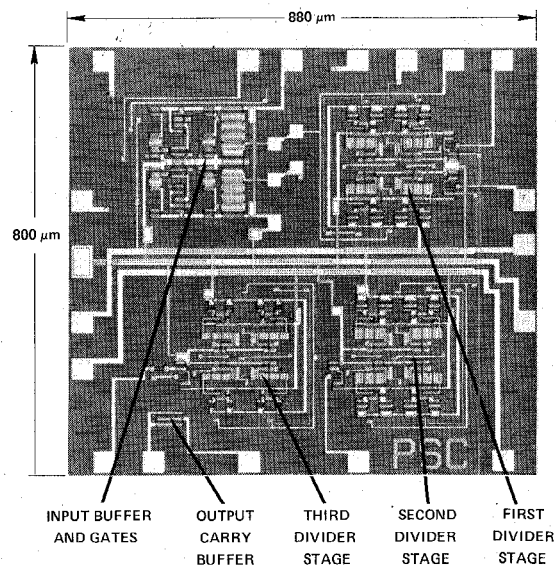 880 μm
800 μm
PSC
INPUT BUFFER
AND GATES
OUTPUT
CARRY
BUFFER
THIRD
DIVIDER
STAGE
SECOND
DIVIDER
STAGE
FIRST
DIVIDER
STAGE